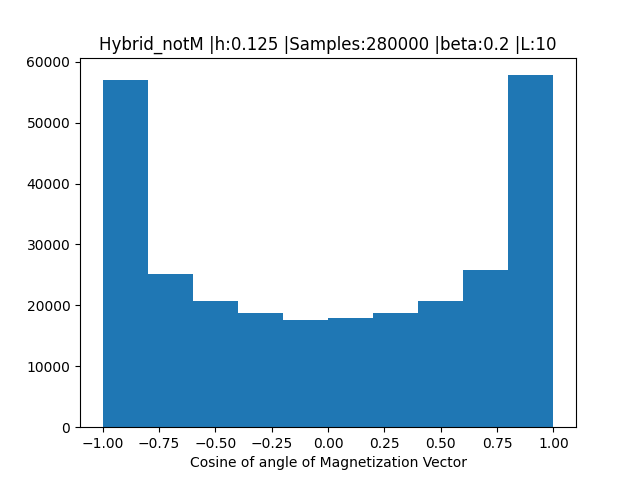 Hybrid_notM |h:0.125 |Samples:280000 |beta:0.2 |L:10
60000
50000
40000
30000
20000
10000
0
−1.00 −0.75 −0.50 −0.25 0.00 0.25 0.50 0.75 1.00
Cosine of angle of Magnetization Vector